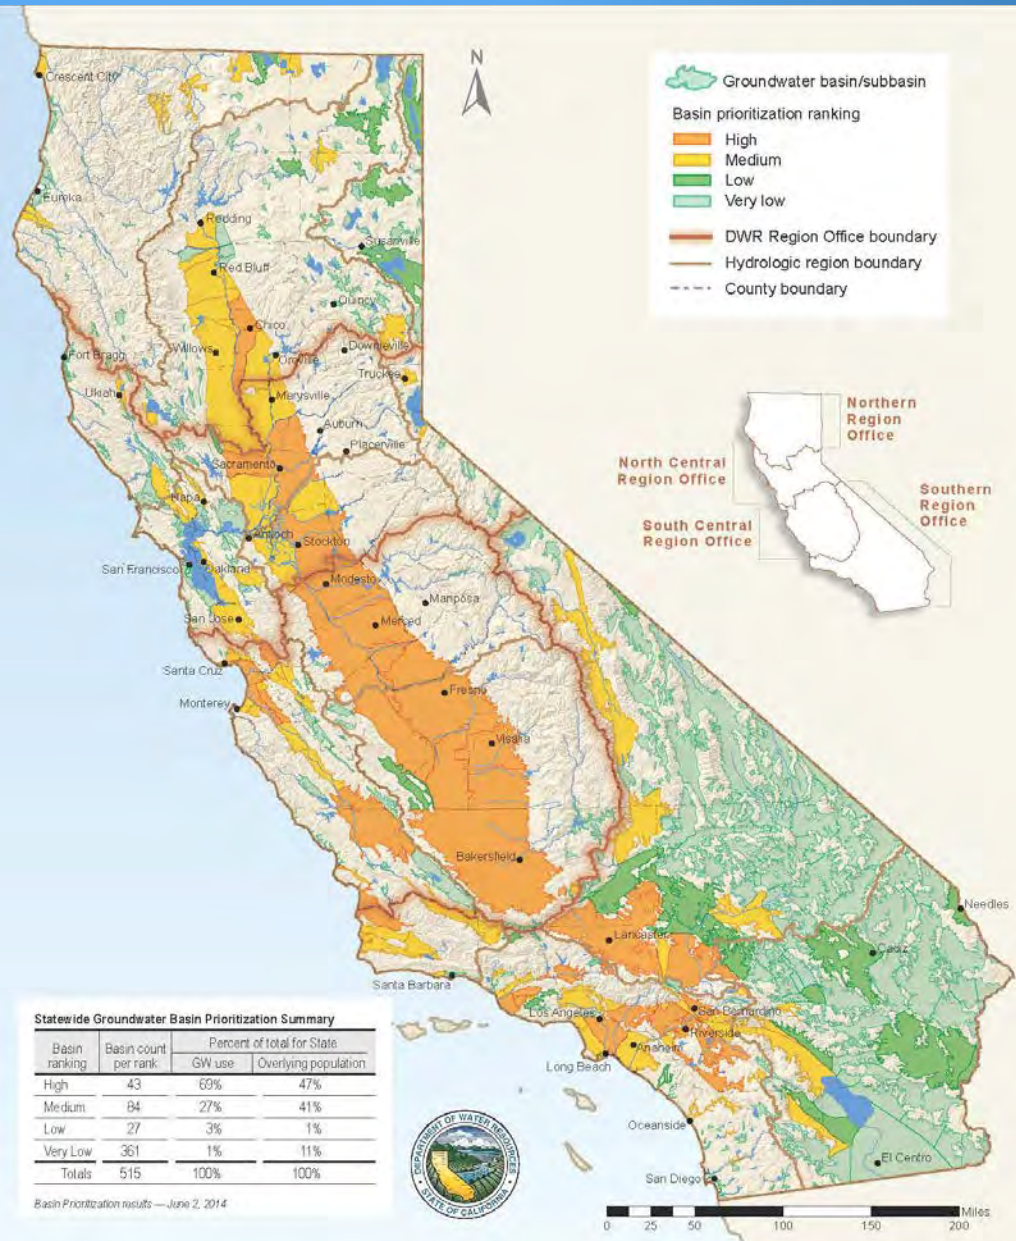 N
Groundwater basin/subbasin
Basin prioritization ranking
High
Medium
Low
Very low
DWR Region Office boundary
Hydrologic region boundary
County boundary
Crescent City
Eureka
Redding
Susanville
Red Bluff
Quincy
Chico
Willows
Oroville
Downieville
Fort Bragg
Truckee
Ukiah
Marysville
Auburn
Placerville
Sacramento
Napa
Antioch
Stockton
San Francisco
Oakland
Modesto
Mariposa
San Jose
Merced
Santa Cruz
Monterey
Fresno
Visalia
Bakersfield
Needles
Lancaster
Cadiz
Santa Barbara
Los Angeles
San Bernardino
Riverside
Anaheim
Long Beach
Oceanside
El Centro
San Diego
Northern
Region
Office
North Central
Region Office
Southern
Region
Office
South Central
Region Office
Statewide Groundwater Basin Prioritization Summary
Basin ranking Basin count per rank Percent of total for State
GW use Overlying population
High 43 69% 47%
Medium 84 27% 41%
Low 27 3% 1%
Very Low 361 1% 11%
Totals 515 100% 100%
Basin Prioritization results — June 2, 2014
DEPARTMENT OF WATER RESOURCES
STATE OF CALIFORNIA
Miles
0 25 50 100 150 200